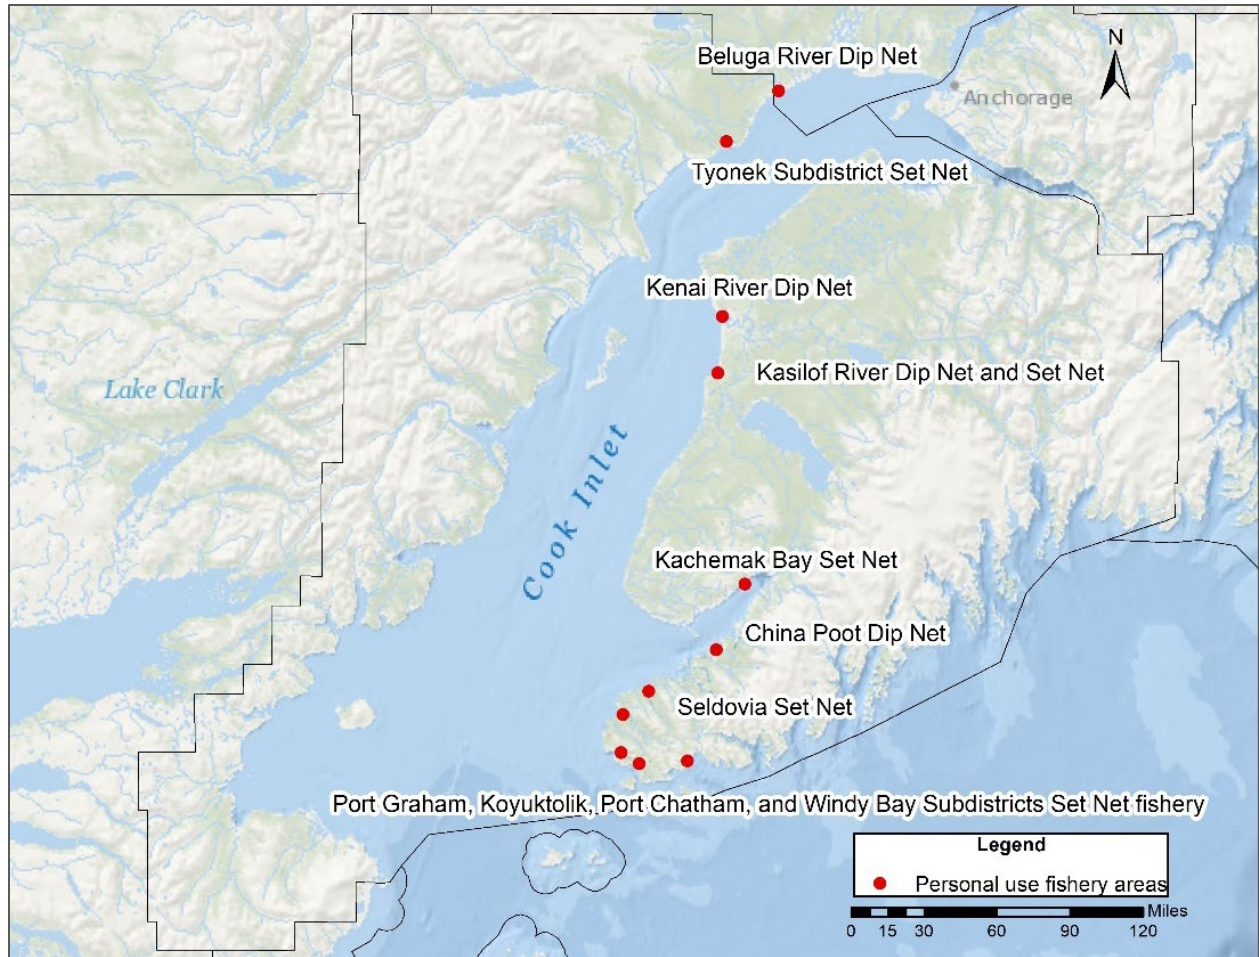 Beluga River Dip Net
N
Anchorage
Tyonek Subdistrict Set Net
Kenai River Dip Net
Kasilof River Dip Net and Set Net
Lake Clark
Cook Inlet
Kachemak Bay Set Net
China Poot Dip Net
Seldovia Set Net
Port Graham, Koyuktolik, Port Chatham, and Windy Bay Subdistricts Set Net fishery
Legend
Personal use fishery areas
Miles
0 15 30 60 90 120